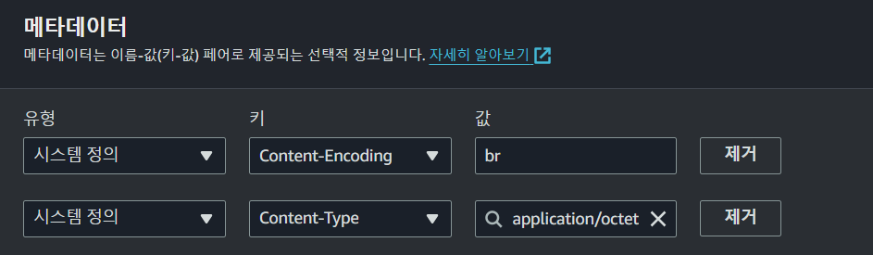 메타데이터
메타데이터는 이름-값(키-값) 페어로 제공되는 선택적 정보입니다. 자세히 알아보기
유형 키 값
시스템 정의 Content-Encoding br 제거
시스템 정의 Content-Type application/octet 제거